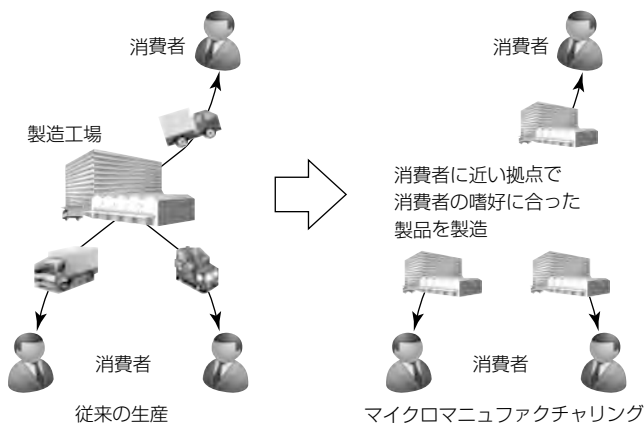 消費者
製造工場
消費者
従来の生産
消費者
消費者に近い拠点で
消費者の嗜好に合った
製品を製造
消費者
マイクロマニュファクチャリング